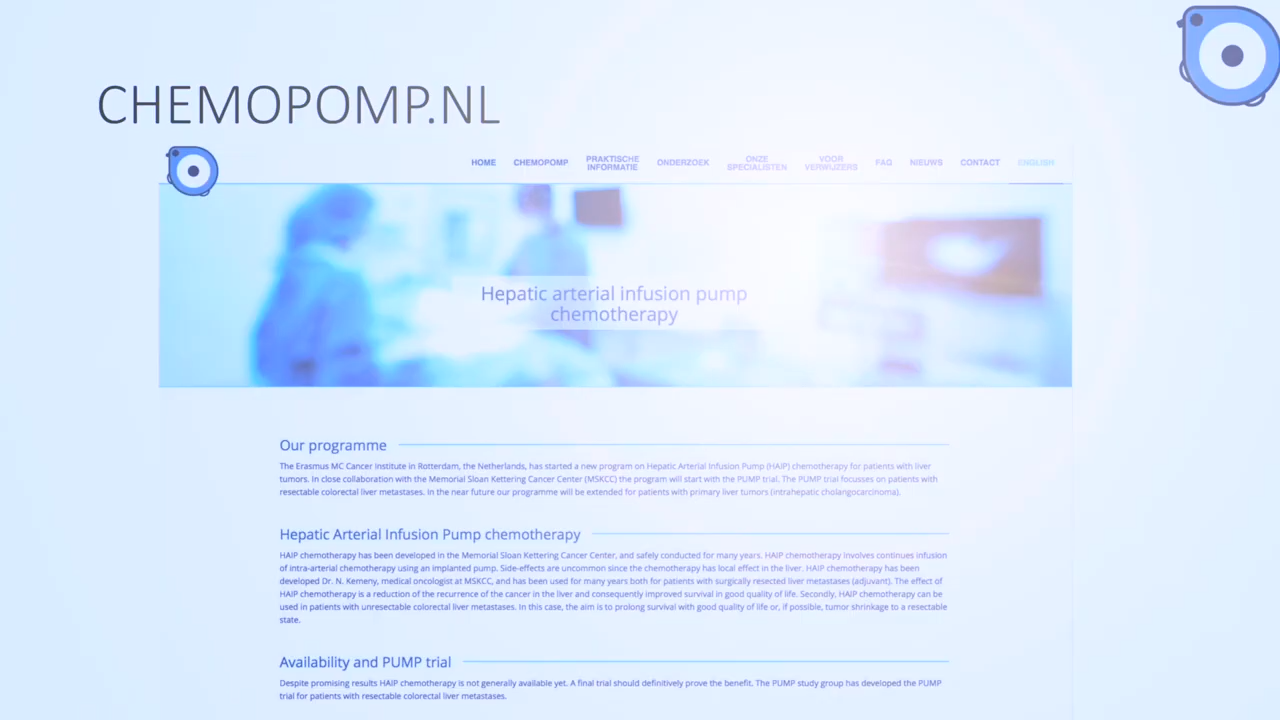 CHEMOPOMP.NL
HOME CHEMOPOMP PRAKTISCHE INFORMATIE ONDERZOEK ONZE SPECIALISTEN VOOR VERWIJZERS FAQ NIEUWS CONTACT ENGLISH
Hepatic arterial infusion pump
chemotherapy
Our programme
The Erasmus MC Cancer Institute in Rotterdam, the Netherlands, has started a new program on Hepatic Arterial Infusion Pump (HAIP) chemotherapy for patients with liver
tumors. In close collaboration with the Memorial Sloan Kettering Cancer Center (MSKCC) the program will start with the PUMP trial. The PUMP trial focusses on patients with
resectable colorectal liver metastases. In the near future our programme will be extended for patients with primary liver tumors (intrahepatic cholangocarcinoma).
Hepatic Arterial Infusion Pump chemotherapy
HAIP chemotherapy has been developed in the Memorial Sloan Kettering Cancer Center, and safely conducted for many years. HAIP chemotherapy involves continues infusion
of intra-arterial chemotherapy using an implanted pump. Side-effects are uncommon since the chemotherapy has local effect in the liver. HAIP chemotherapy has been
developed Dr. N. Kemeny, medical oncologist at MSKCC, and has been used for many years both for patients with surgically resected liver metastases (adjuvant). The effect of
HAIP chemotherapy is a reduction of the recurrence of the cancer in the liver and consequently improved survival in good quality of life. Secondly, HAIP chemotherapy can be
used in patients with unresectable colorectal liver metastases. In this case, the aim is to prolong survival with good quality of life or, if possible, tumor shrinkage to a resectable
state.
Availability and PUMP trial
Despite promising results HAIP chemotherapy is not generally available yet. A final trial should definitively prove the benefit. The PUMP study group has developed the PUMP
trial for patients with resectable colorectal liver metastases.